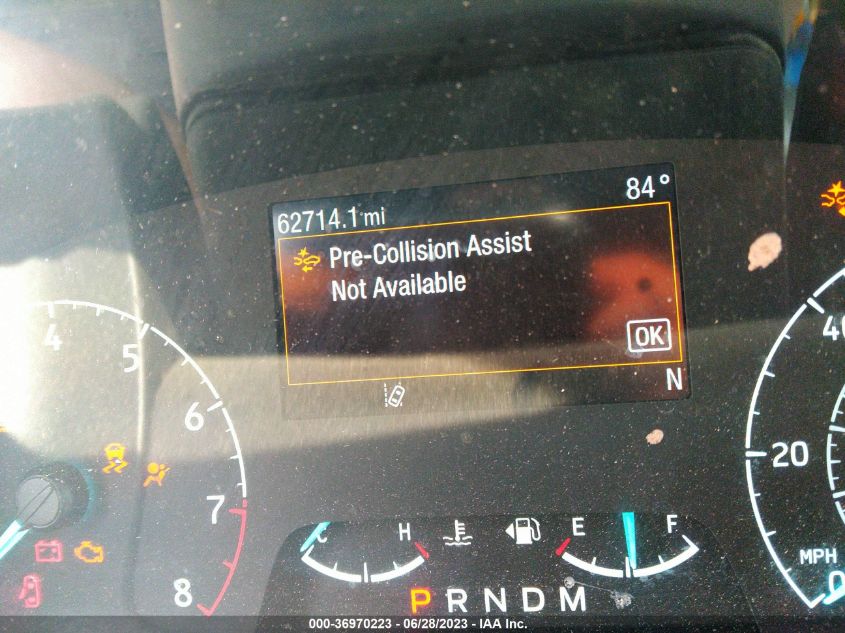 84°
62714.1 mi
Pre-Collision Assist
Not Available
OK
N
4
5
6
7
8
40
20
0
MPH
C
H
E
F
P R N D M
000-36970223 - 06/28/2023 - IAA Inc.